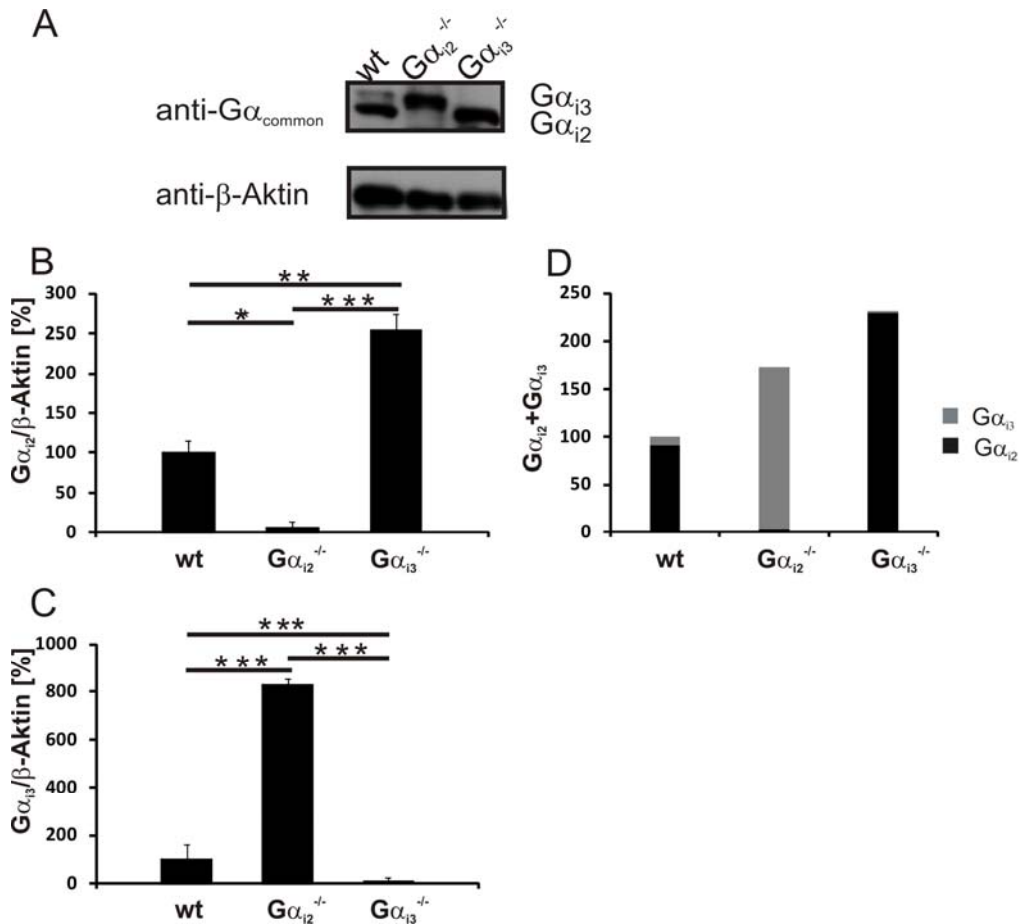 A
wt
Gαi2-/-
Gαi3-/-
anti-Gαcommon
Gαi3
Gαi2
anti-β-Aktin
B
Gαi2/β-Aktin [%]
300
250
200
150
100
50
0
**
*
***
wt
Gαi2-/-
Gαi3-/-
D
Gαi2+Gαi3
250
200
150
100
50
0
wt
Gαi2-/-
Gαi3-/-
Gαi3
Gαi2
C
Gαi3/β-Aktin [%]
1000
800
600
400
200
0
***
***
***
wt
Gαi2-/-
Gαi3-/-